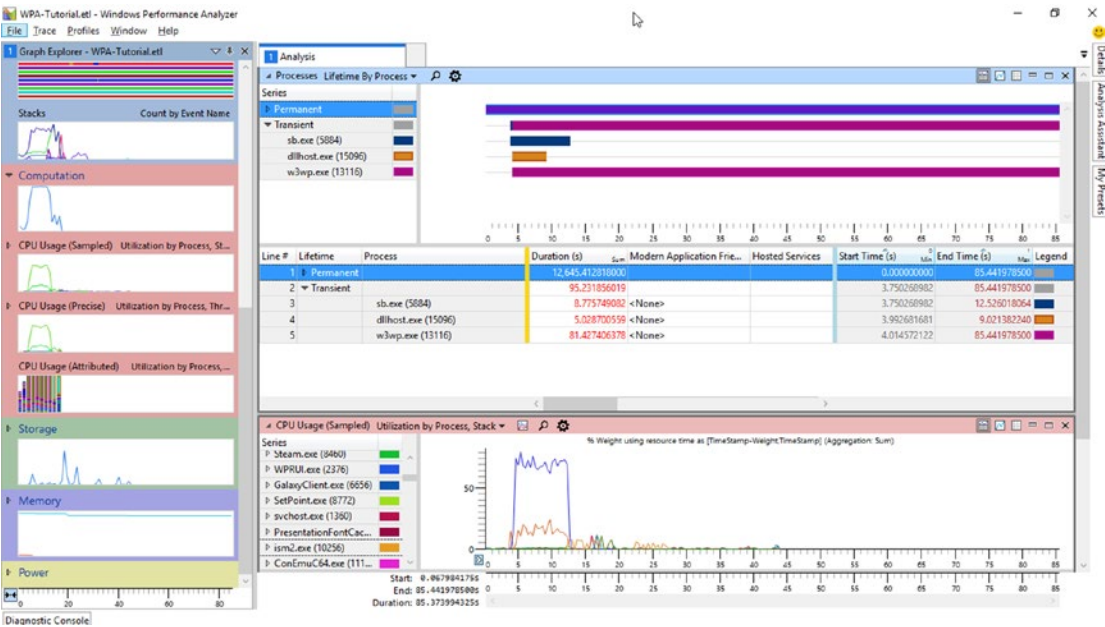 WPA-Tutorial.etl - Windows Performance Analyzer
File Trace Profiles Window Help
1 Graph Explorer - WPA-Tutorial.etl
Stacks Count by Event Name
Computation
CPU Usage (Sampled) Utilization by Process, St...
CPU Usage (Precise) Utilization by Process, Thr...
CPU Usage (Attributed) Utilization by Process,...
Storage
Memory
Power
0 20 40 60 80
Diagnostic Console
1 Analysis
Processes Lifetime By Process
Series
Permanent
Transient
sb.exe (5884)
dllhost.exe (15096)
w3wp.exe (13116)
0 5 10 15 20 25 30 35 40 45 50 55 60 65 70 75 80 85
Line # Lifetime Process Duration (s) Sum Modern Application Frie... Hosted Services Start Time (s) Min End Time (s) Max Legend
1 Permanent 12,645.412818000 0.000000000 85.441978500
2 Transient 95.231856019 3.750268982 85.441978500
3 sb.exe (5884) 8.775749082 <None> 3.750268982 12.526018064
4 dllhost.exe (15096) 5.028700559 <None> 3.992681681 9.021382240
5 w3wp.exe (13116) 81.427406378 <None> 4.014572122 85.441978500
CPU Usage (Sampled) Utilization by Process, Stack
Series
Steam.exe (8460)
WPRUI.exe (2376)
GalaxyClient.exe (6656)
SetPoint.exe (8772)
svchost.exe (1360)
PresentationFontCac...
ism2.exe (10256)
ConEmuC64.exe (111...
% Weight using resource time as [TimeStamp-Weight,TimeStamp] (Aggregation: Sum)
50
0
0 5 10 15 20 25 30 35 40 45 50 55 60 65 70 75 80 85
Start: 0.067984175s
End: 85.441978500s
Duration: 85.373994325s
Details
Analysis Assistant
My Presets